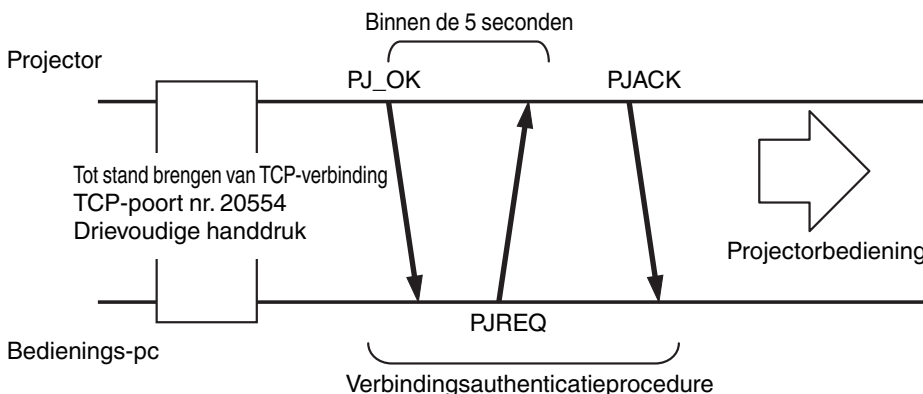 Binnen de 5 seconden
Projector
PJ_OK
PJACK
Tot stand brengen van TCP-verbinding
TCP-poort nr. 20554
Drievoudige handdruk
Projectorbediening
PJREQ
Bedienings-pc
Verbindingsauthenticatieprocedure